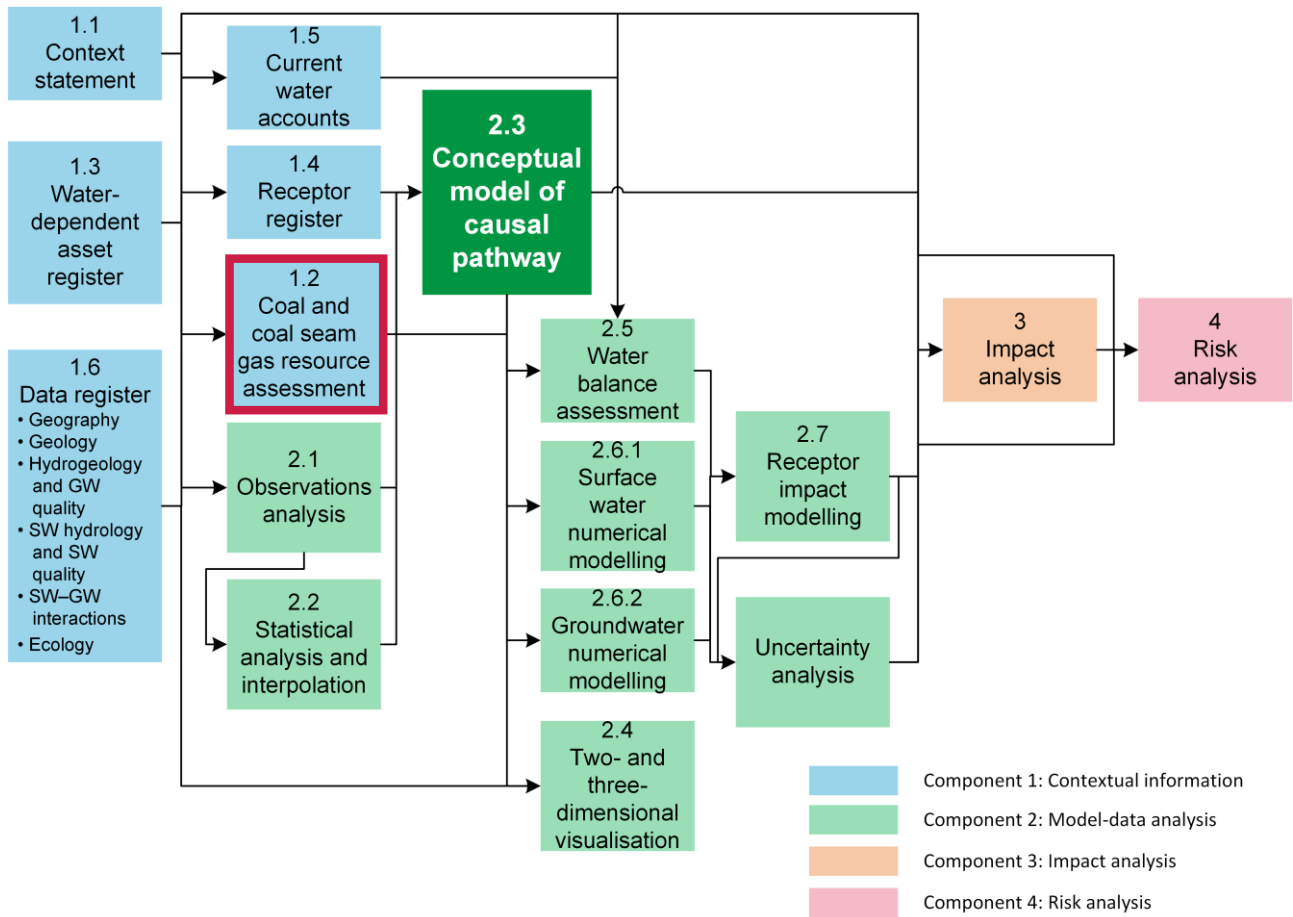 1.1
Context
statement
1.3
Water-
dependent
asset
register
1.6
Data register
• Geography
• Geology
• Hydrogeology
and GW
quality
• SW hydrology
and SW
quality
• SW–GW
interactions
• Ecology
1.5
Current
water
accounts
1.4
Receptor
register
1.2
Coal and
coal seam
gas resource
assessment
2.1
Observations
analysis
2.2
Statistical
analysis and
interpolation
2.3
Conceptual
model of
causal
pathway
2.5
Water
balance
assessment
2.6.1
Surface
water
numerical
modelling
2.6.2
Groundwater
numerical
modelling
2.4
Two- and
three-
dimensional
visualisation
2.7
Receptor
impact
modelling
Uncertainty
analysis
3
Impact
analysis
4
Risk
analysis
Component 1: Contextual information
Component 2: Model-data analysis
Component 3: Impact analysis
Component 4: Risk analysis